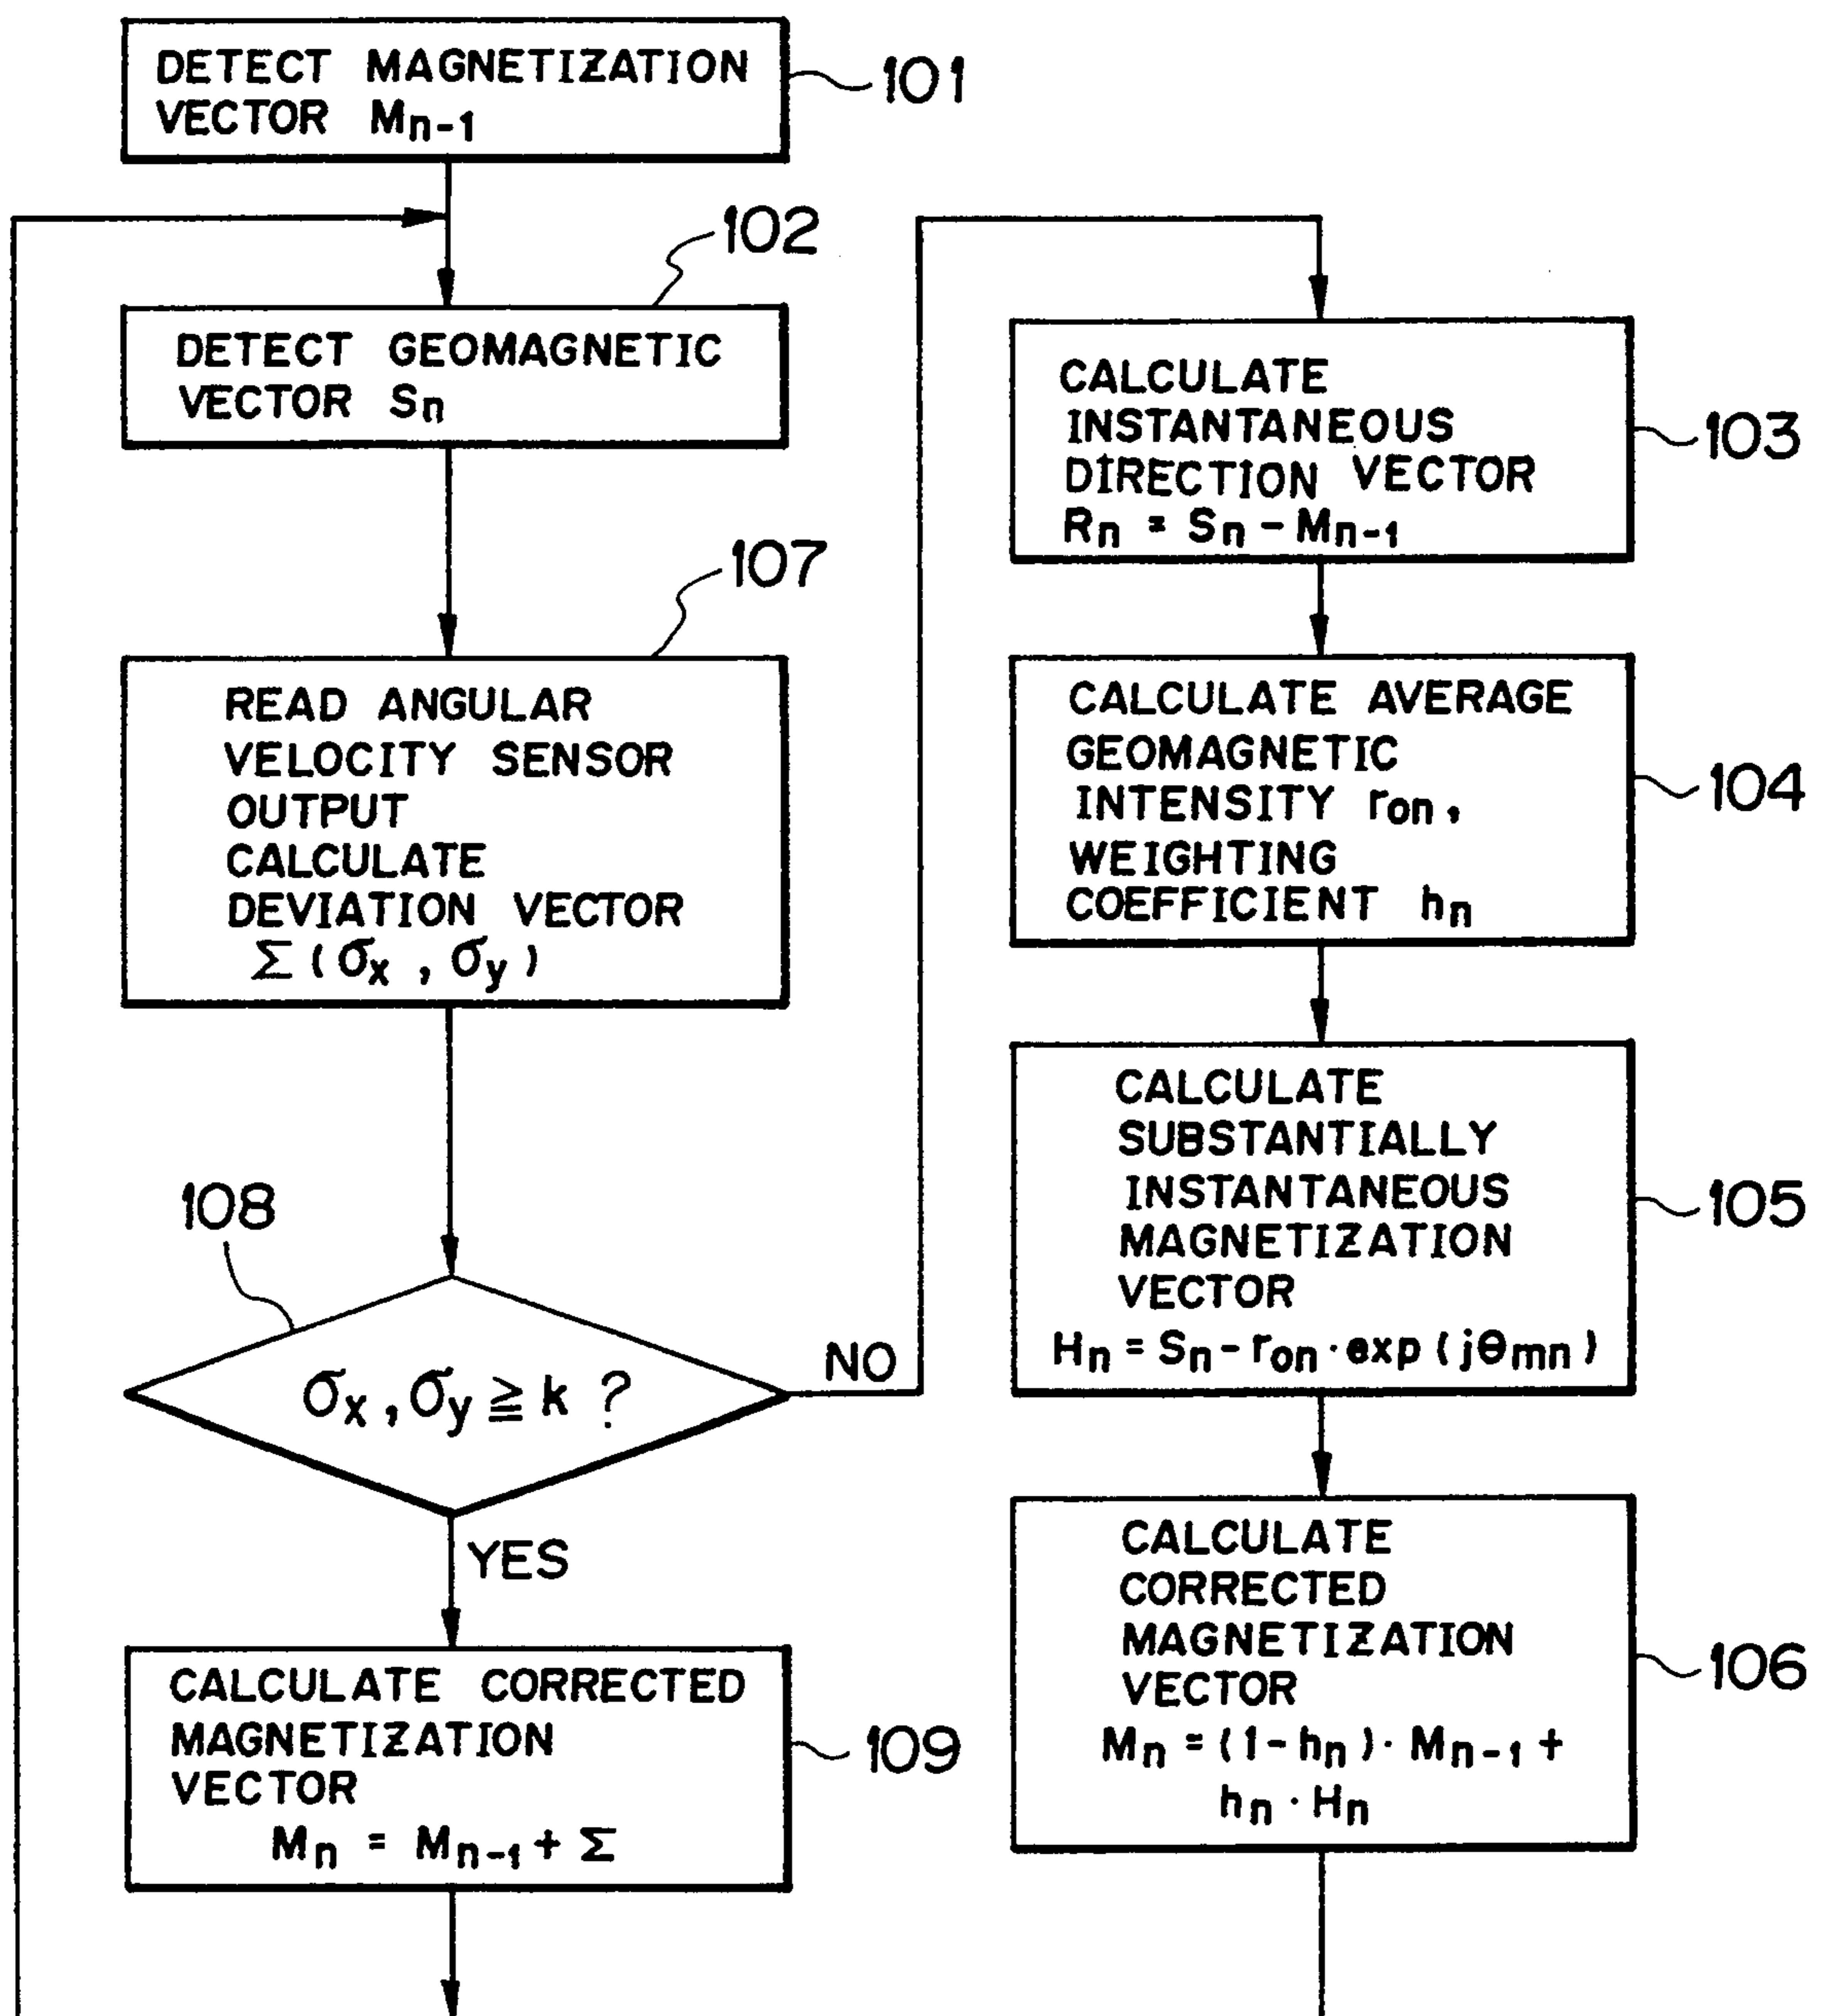 DETECT MAGNETIZATION
VECTOR Mn-1
101
102
DETECT GEOMAGNETIC
VECTOR Sn
107
READ ANGULAR
VELOCITY SENSOR
OUTPUT
CALCULATE
DEVIATION VECTOR
Σ (σx , σy)
108
σx , σy ≧ k ?
NO
YES
CALCULATE CORRECTED
MAGNETIZATION
VECTOR
Mn = Mn-1 + Σ
109
CALCULATE
INSTANTANEOUS
DIRECTION VECTOR
Rn = Sn - Mn-1
103
CALCULATE AVERAGE
GEOMAGNETIC
INTENSITY ron,
WEIGHTING
COEFFICIENT hn
104
CALCULATE
SUBSTANTIALLY
INSTANTANEOUS
MAGNETIZATION
VECTOR
Hn = Sn - ron · exp (jθmn)
105
CALCULATE
CORRECTED
MAGNETIZATION
VECTOR
Mn = (1 - hn) · Mn-1 +
hn · Hn
106